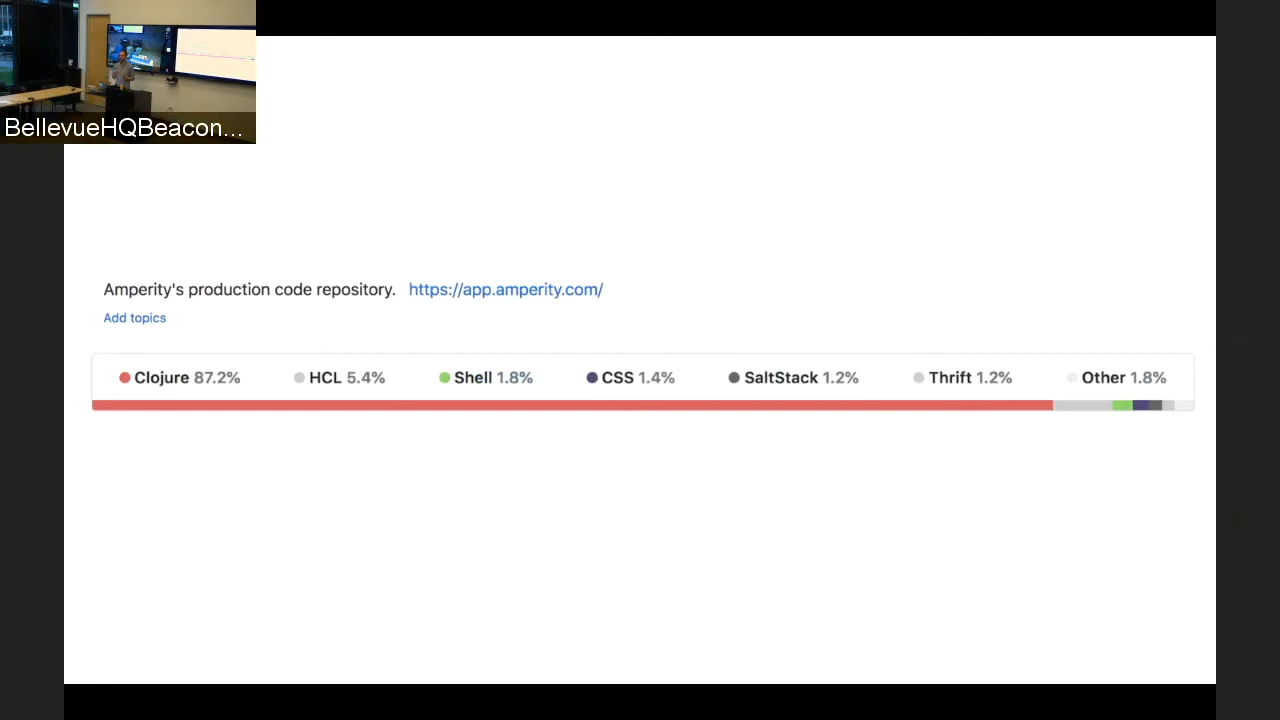 BellevueHQBeacon...
Amperity's production code repository. https://app.amperity.com/
Add topics
Clojure 87.2% HCL 5.4% Shell 1.8% CSS 1.4% SaltStack 1.2% Thrift 1.2% Other 1.8%